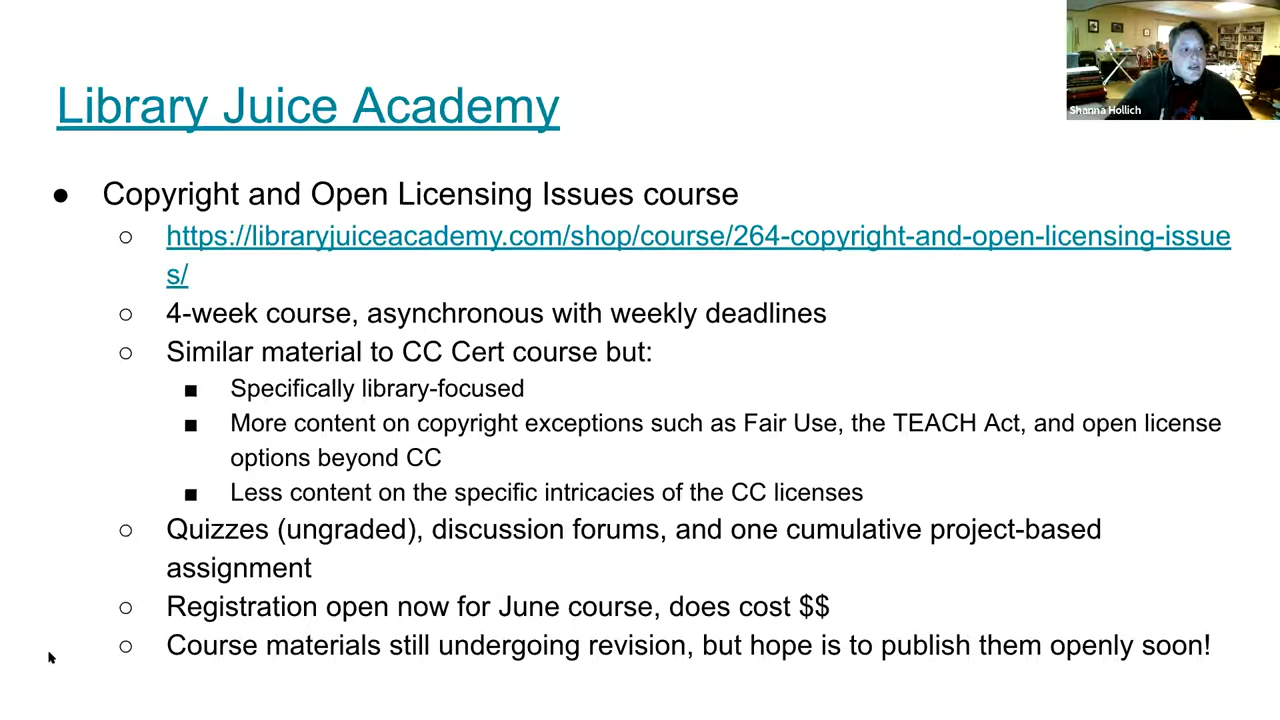 Shanna Hollich
Library Juice Academy
● Copyright and Open Licensing Issues course
○ https://libraryjuiceacademy.com/shop/course/264-copyright-and-open-licensing-issue
s/
○ 4-week course, asynchronous with weekly deadlines
○ Similar material to CC Cert course but:
■ Specifically library-focused
■ More content on copyright exceptions such as Fair Use, the TEACH Act, and open license
options beyond CC
■ Less content on the specific intricacies of the CC licenses
○ Quizzes (ungraded), discussion forums, and one cumulative project-based
assignment
○ Registration open now for June course, does cost $$
○ Course materials still undergoing revision, but hope is to publish them openly soon!